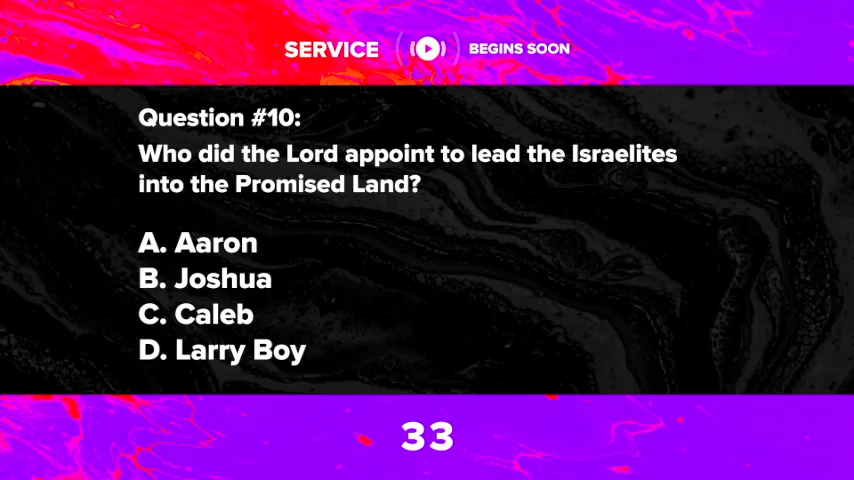 SERVICE BEGINS SOON
Question #10:
Who did the Lord appoint to lead the Israelites
into the Promised Land?
A. Aaron
B. Joshua
C. Caleb
D. Larry Boy
33